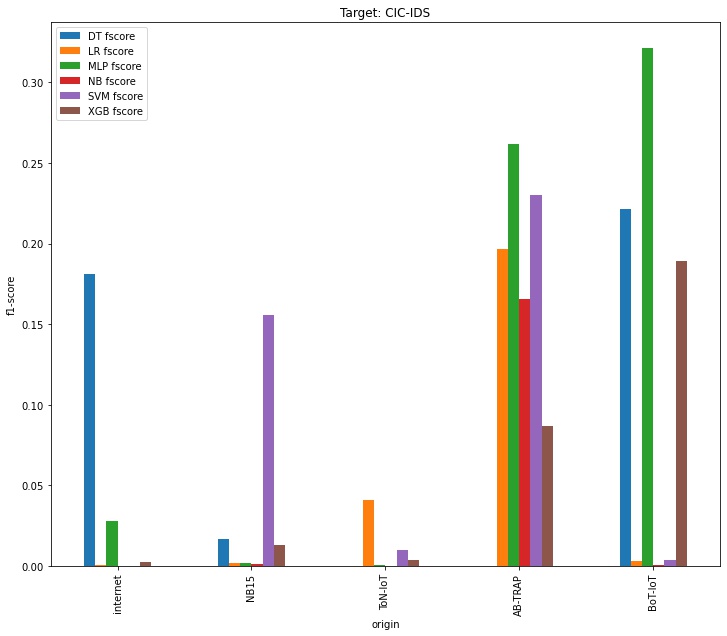 Target: CIC-IDS
DT fscore
LR fscore
MLP fscore
NB fscore
SVM fscore
XGB fscore
0.30
0.25
0.20
0.15
0.10
0.05
0.00
f1-score
internet
NB15
ToN-IoT
AB-TRAP
BoT-IoT
origin